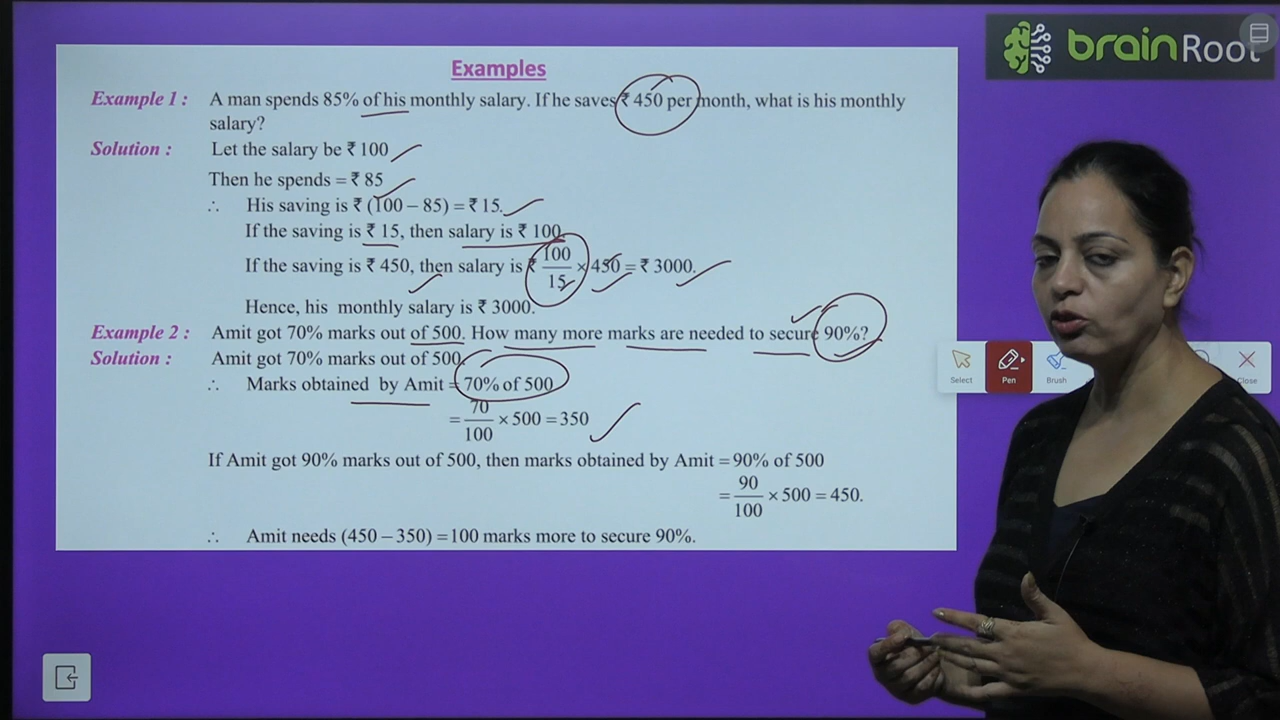 brainRoot
Examples
Example 1 : A man spends 85% of his monthly salary. If he saves ₹ 450 per month, what is his monthly
salary?
Solution : Let the salary be ₹ 100
Then he spends = ₹ 85
∴ His saving is ₹ (100 – 85) = ₹ 15.
If the saving is ₹ 15, then salary is ₹ 100.
If the saving is ₹ 450, then salary is ₹ 100/15 × 450 = ₹ 3000.
Hence, his monthly salary is ₹ 3000.
Example 2 : Amit got 70% marks out of 500. How many more marks are needed to secure 90%?
Solution : Amit got 70% marks out of 500.
∴ Marks obtained by Amit = 70% of 500
= 70/100 × 500 = 350
If Amit got 90% marks out of 500, then marks obtained by Amit = 90% of 500
= 90/100 × 500 = 450.
∴ Amit needs (450 – 350) = 100 marks more to secure 90%.
Select Pen Brush Close